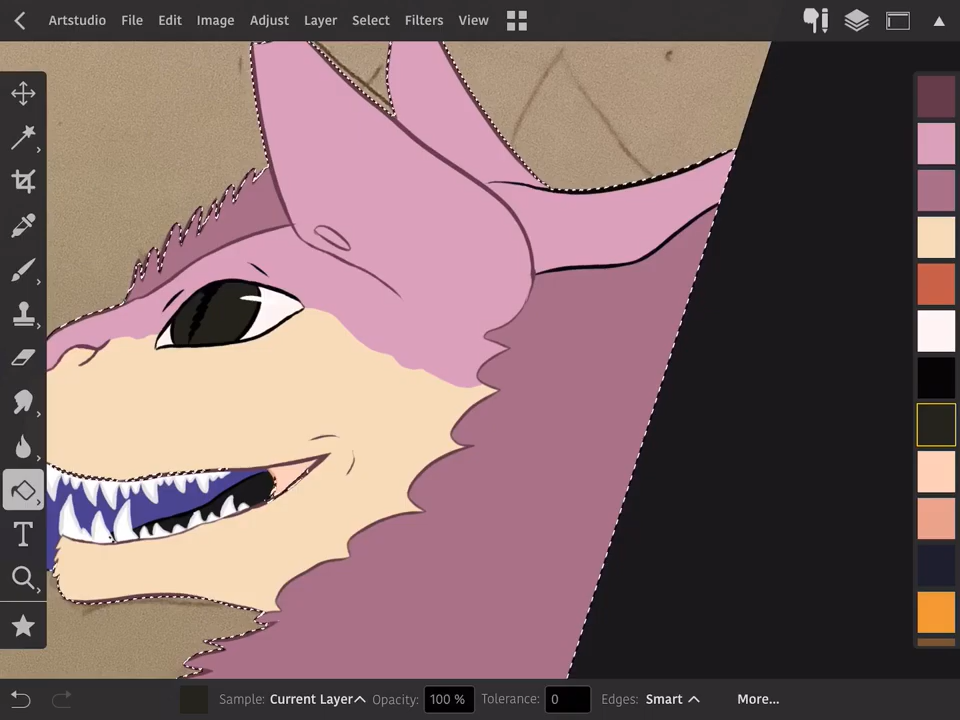 Artstudio File Edit Image Adjust Layer Select Filters View
T
Sample: Current Layer Opacity: 100 % Tolerance: 0 Edges: Smart More...